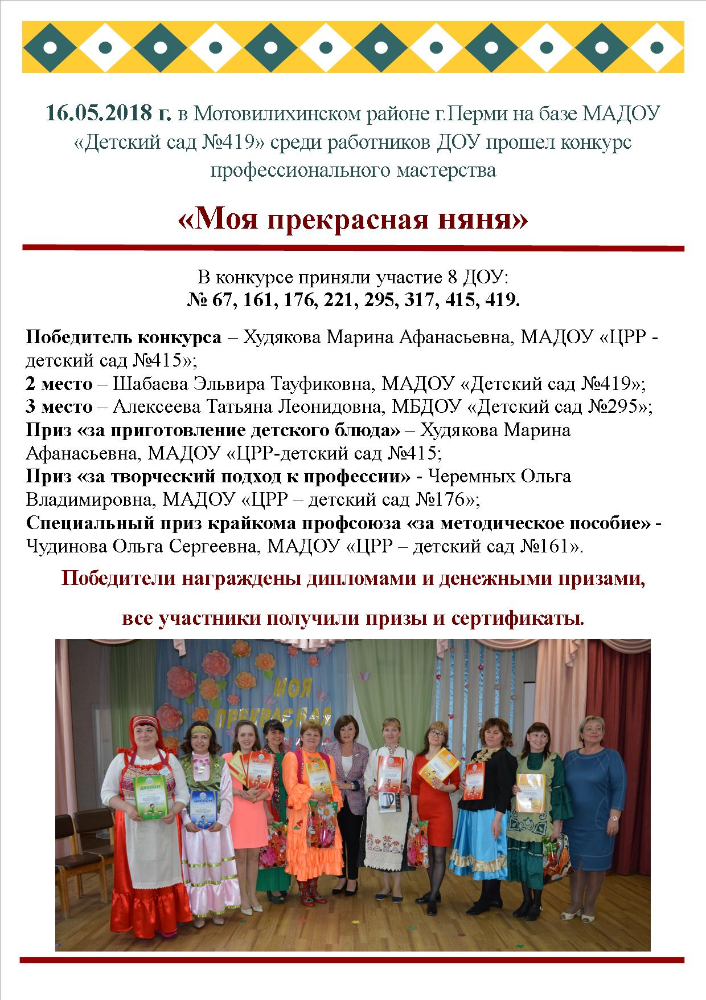 16.05.2018 г. в Мотовилихинском районе г.Перми на базе МАДОУ
«Детский сад №419» среди работников ДОУ прошел конкурс
профессионального мастерства
«Моя прекрасная няня»
В конкурсе приняли участие 8 ДОУ:
№ 67, 161, 176, 221, 295, 317, 415, 419.
Победитель конкурса – Худякова Марина Афанасьевна, МАДОУ «ЦРР -
детский сад №415»;
2 место – Шабаева Эльвира Тауфиковна, МАДОУ «Детский сад №419»;
3 место – Алексеева Татьяна Леонидовна, МБДОУ «Детский сад №295»;
Приз «за приготовление детского блюда» – Худякова Марина
Афанасьевна, МАДОУ «ЦРР-детский сад №415;
Приз «за творческий подход к профессии» - Черемных Ольга
Владимировна, МАДОУ «ЦРР – детский сад №176»;
Специальный приз крайкома профсоюза «за методическое пособие» -
Чудинова Ольга Сергеевна, МАДОУ «ЦРР – детский сад №161».
Победители награждены дипломами и денежными призами,
все участники получили призы и сертификаты.
МОЯ
ПРЕКРАСНАЯ
ДИПЛОМ
ДИПЛОМ
ДИПЛОМ
ДИПЛОМ
ДИПЛОМ